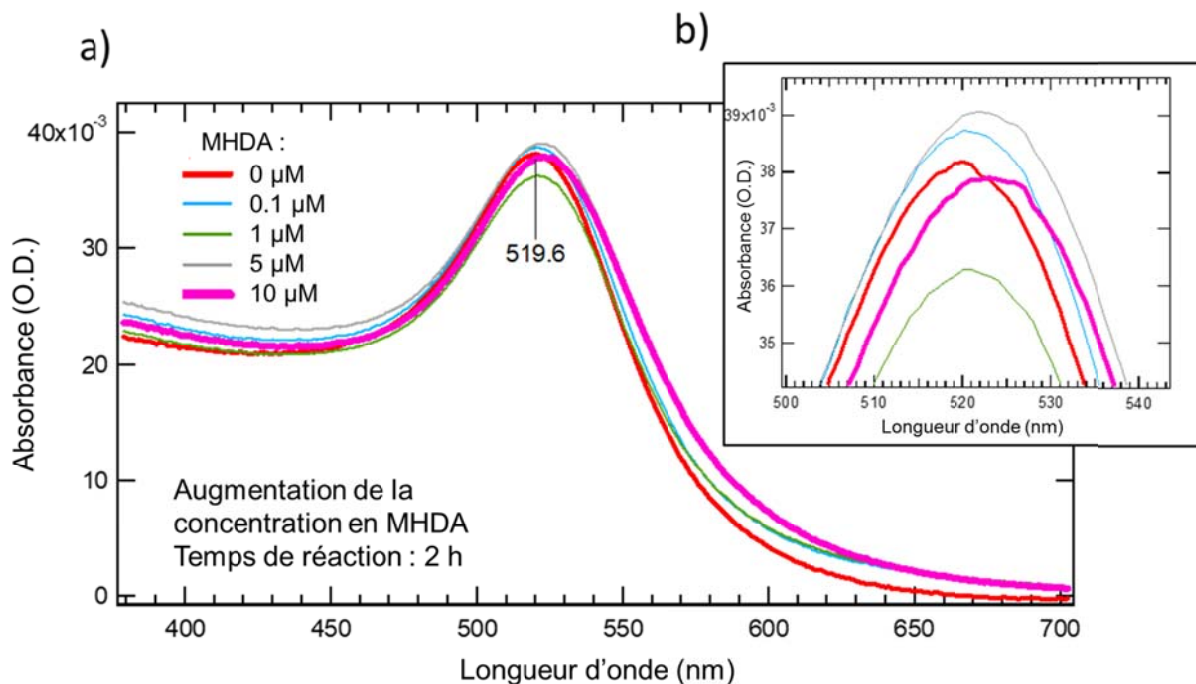 a)
40x10⁻³
30
20
10
0
Absorbance (O.D.)
MHDA :
0 µM
0.1 µM
1 µM
5 µM
10 µM
519.6
Augmentation de la
concentration en MHDA
Temps de réaction : 2 h
400
450
500
550
600
650
700
Longueur d’onde (nm)
b)
39x10⁻³
38
37
36
35
Absorbance (O.D.)
500
510
520
530
540
Longueur d’onde (nm)